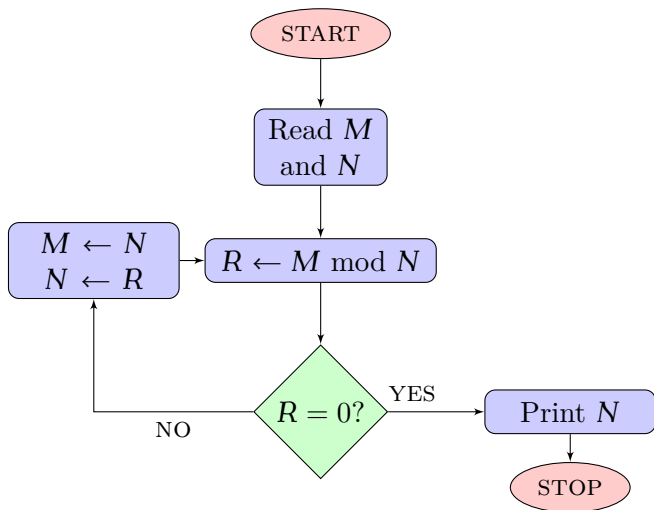 START
Read M
and N
M ← N
N ← R
R ← M mod N
R = 0?
YES
NO
Print N
STOP